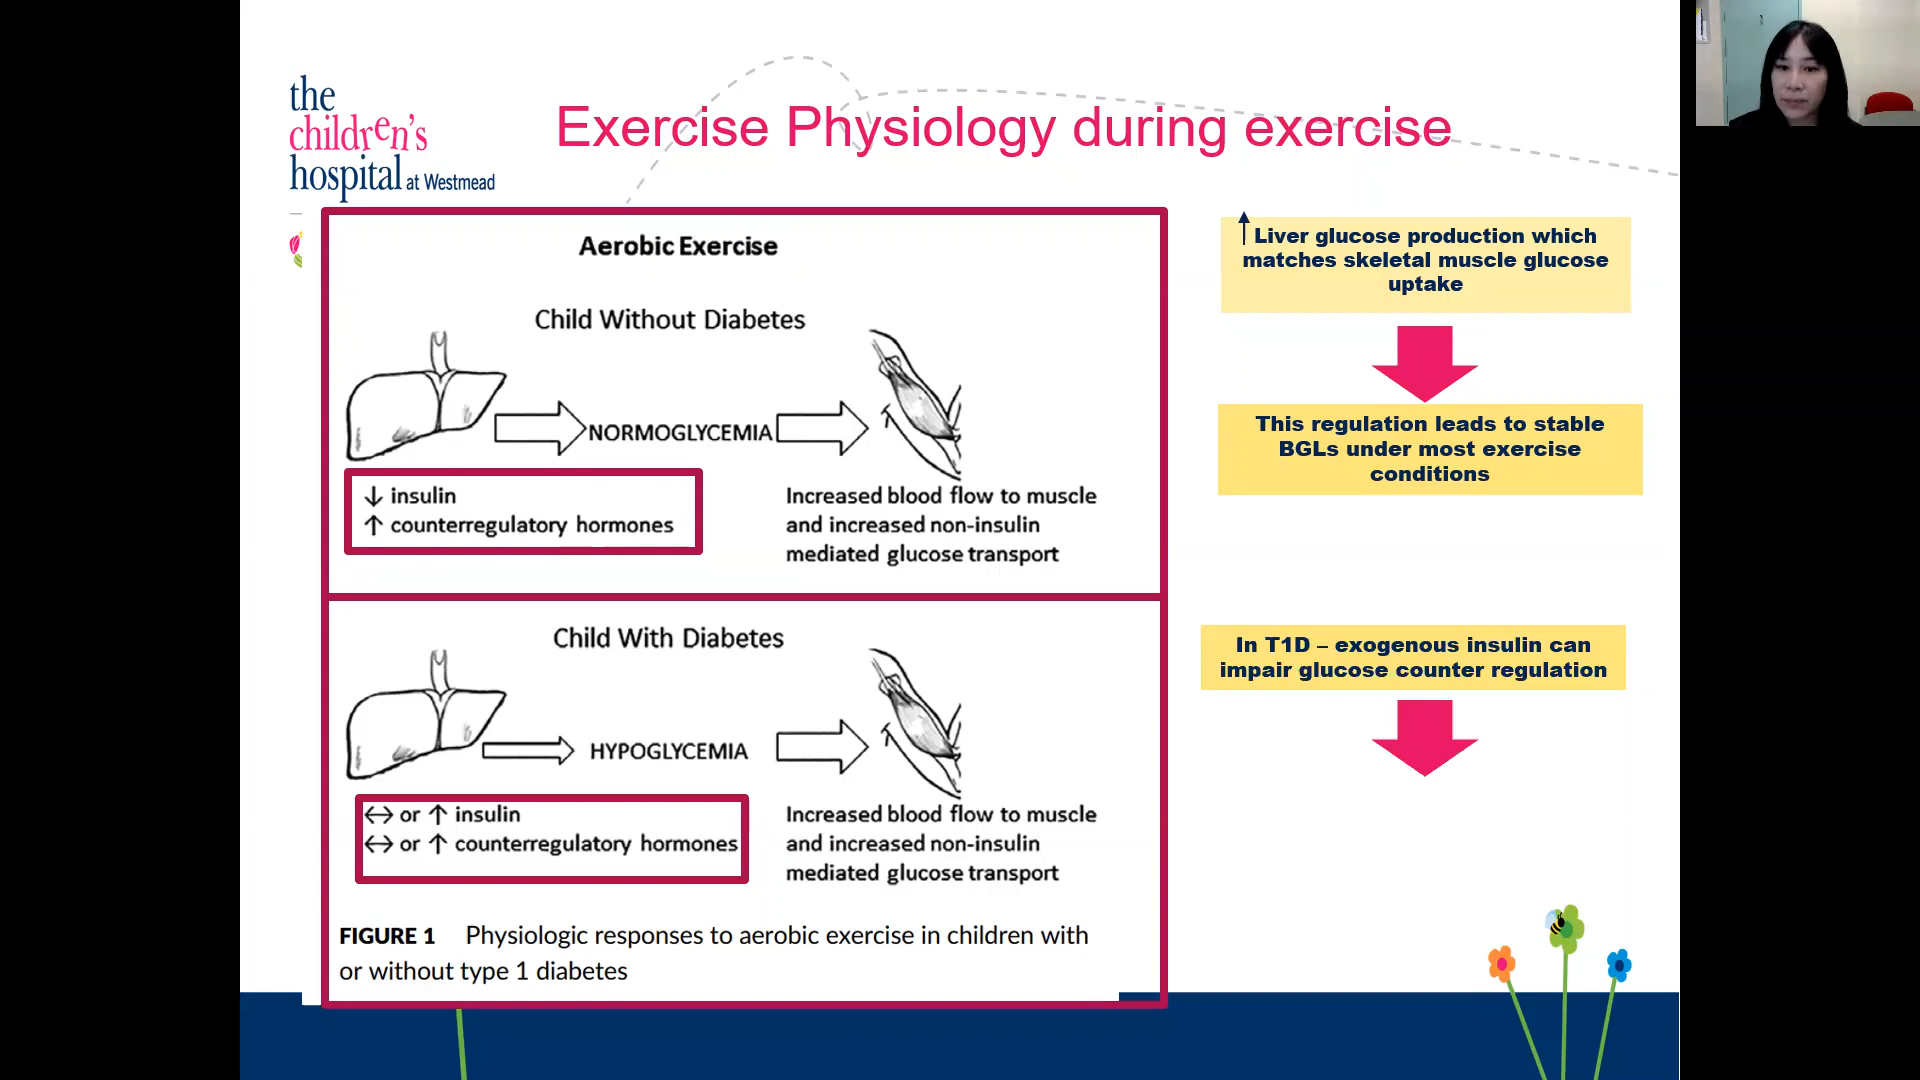 the
children's
hospital at Westmead
Exercise Physiology during exercise
Aerobic Exercise
Child Without Diabetes
NORMOGLYCEMIA
↓ insulin
↑ counterregulatory hormones
Increased blood flow to muscle
and increased non-insulin
mediated glucose transport
Child With Diabetes
HYPOGLYCEMIA
↔ or ↑ insulin
↔ or ↑ counterregulatory hormones
Increased blood flow to muscle
and increased non-insulin
mediated glucose transport
FIGURE 1 Physiologic responses to aerobic exercise in children with
or without type 1 diabetes
↑ Liver glucose production which
matches skeletal muscle glucose
uptake
This regulation leads to stable
BGLs under most exercise
conditions
In T1D – exogenous insulin can
impair glucose counter regulation